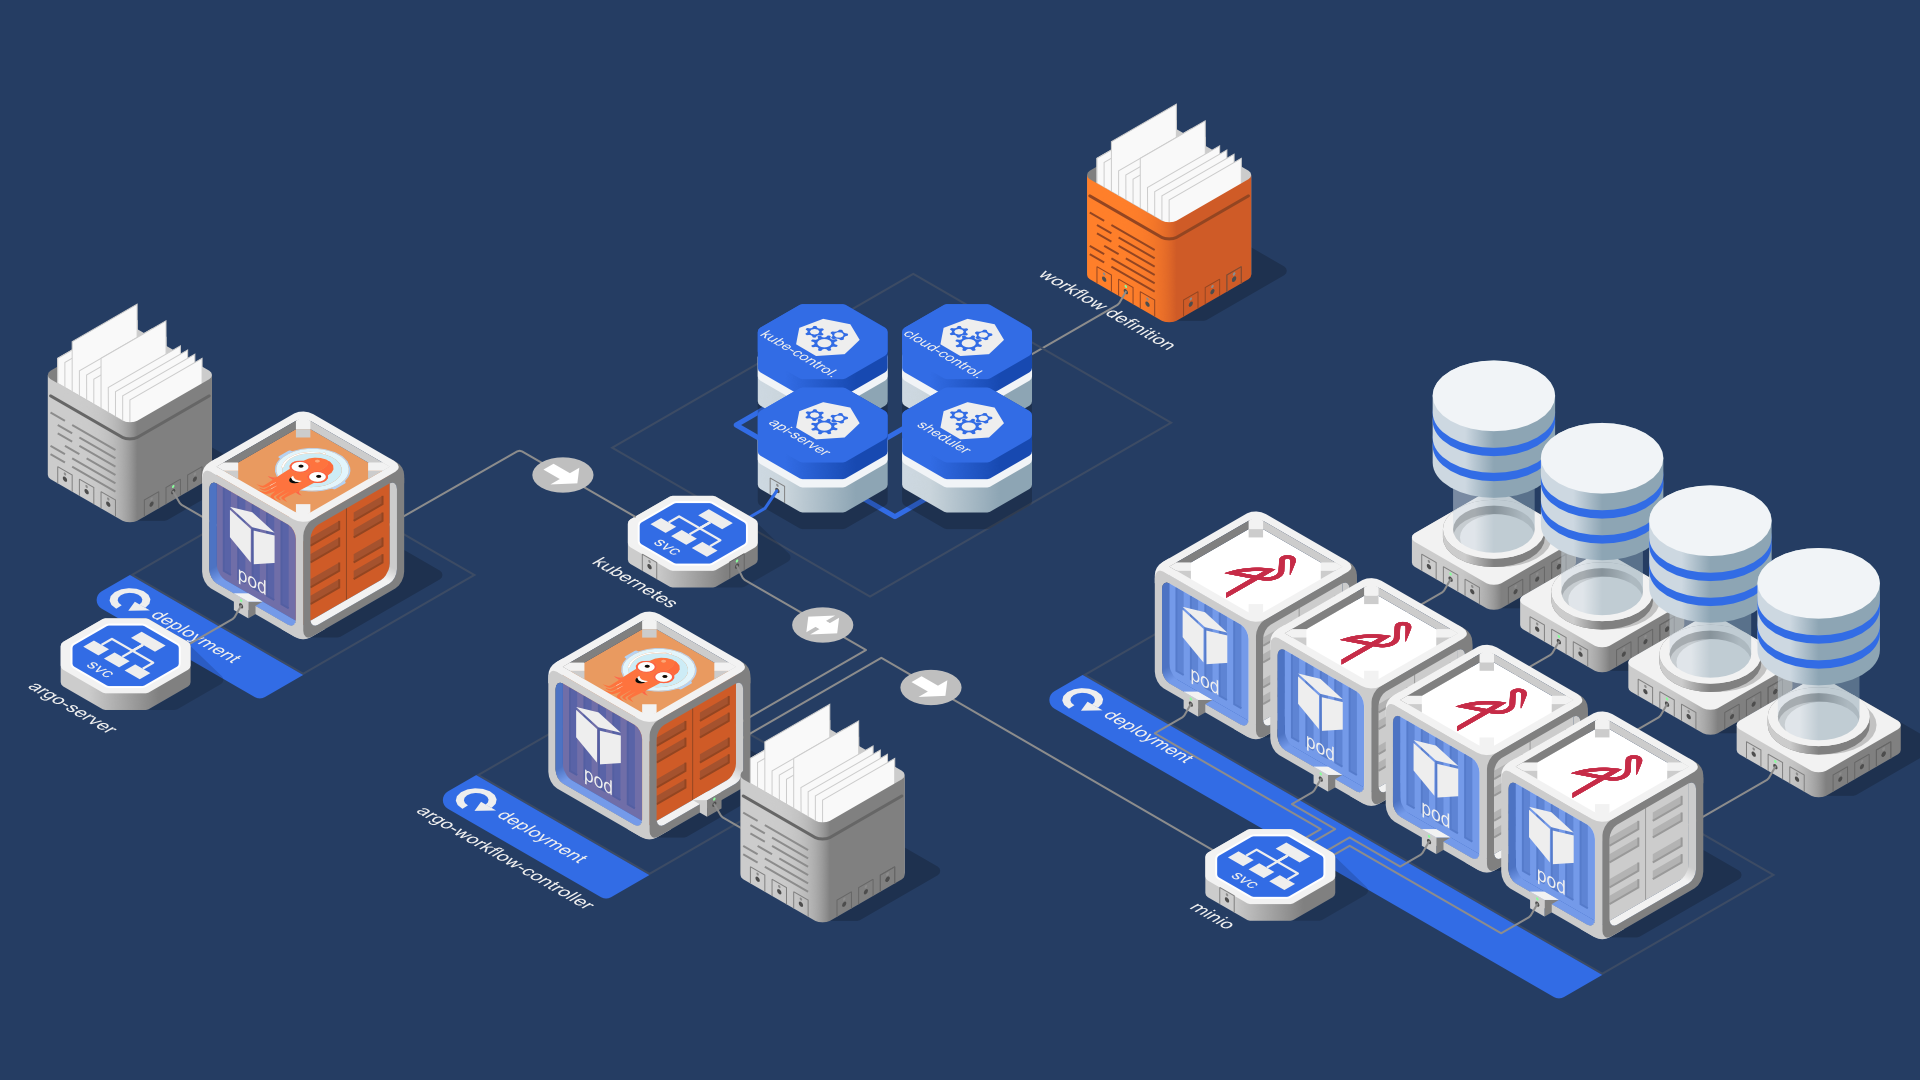 workflow definition
kube-control.
cloud-control.
api-server
sheduler
svc
kubernetes
pod
deployment
svc
argo-server
pod
deployment
argo-workflow-controller
pod
pod
pod
pod
deployment
svc
minio